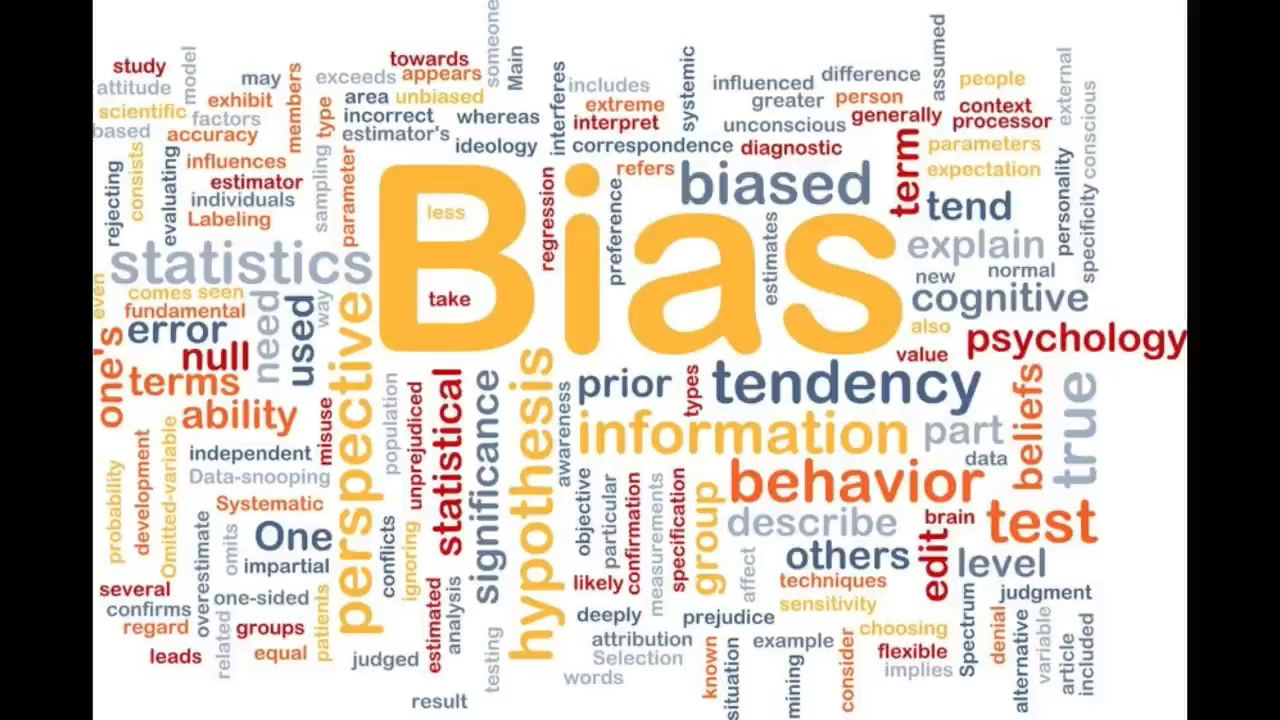 study
attitude
model
scientific
based
factors
exhibit
accuracy
may
members
exceeds
type
towards
appears
area
unbiased
incorrect
estimator's
whereas
ideology
someone
Main
interferes
includes
extreme
interpret
systemic
correspondence
refers
influenced
difference
greater
person
unconscious
generally
diagnostic
assumed
people
context
processor
parameters
expectation
external
conscious
rejecting
consists
evaluating
influences
estimator
individuals
Labeling
sampling
parameter
Bias
less
take
regression
preference
biased
estimates
term
tend
personality
specificity
explain
new
normal
cognitive
also
value
psychology
statistics
even
comes
seen
fundamental
way
error
need
used
null
one's
terms
ability
perspective
misuse
population
unprejudiced
statistical
significance
hypothesis
awareness
prior
types
tendency
information
part
data
beliefs
true
independent
Data-snooping
Systematic
probability
development
Omitted-variable
One
impartial
omits
overestimate
conflicts
ignoring
objective
particular
confirmation
measurements
specification
group
behavior
describe
brain
test
others
edit
level
affect
techniques
sensitivity
several
confirms
regard
one-sided
groups
patients
related
leads
equal
judged
estimated
analysis
testing
result
likely
deeply
prejudice
attribution
Selection
words
known
situation
example
mining
consider
choosing
flexible
implies
Spectrum
judgment
denial
alternative
variable
article
included